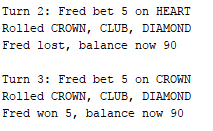 Turn 2: Fred bet 5 on HEART
Rolled CROWN, CLUB, DIAMOND
Fred lost, balance now 90

Turn 3: Fred bet 5 on CROWN
Rolled CROWN, CLUB, DIAMOND
Fred won 5, balance now 90